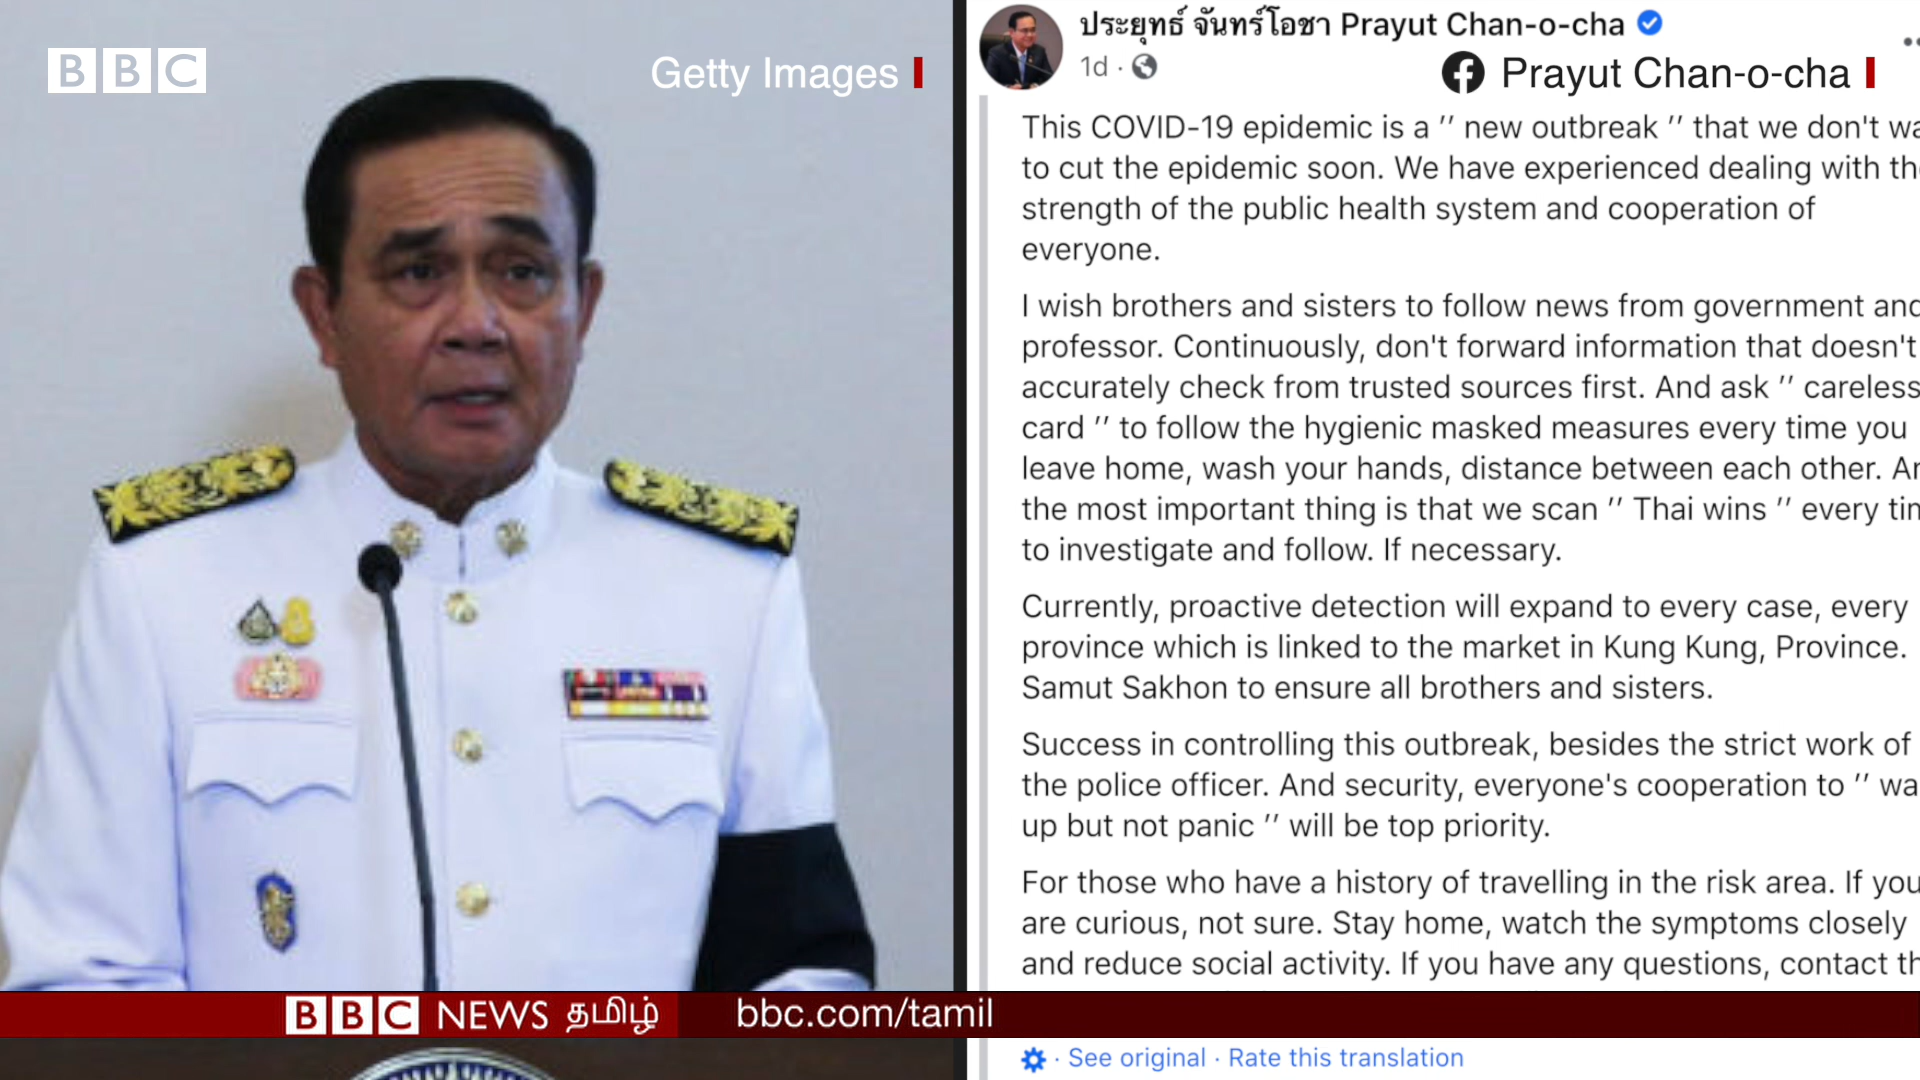 BBC
Getty Images
ประยุทธ์ จันทร์โอชา Prayut Chan-o-cha
1d ·
Prayut Chan-o-cha
This COVID-19 epidemic is a ′′ new outbreak ′′ that we don't
to cut the epidemic soon. We have experienced dealing with
strength of the public health system and cooperation of
everyone.
I wish brothers and sisters to follow news from government and
professor. Continuously, don't forward information that doesn't
accurately check from trusted sources first. And ask ′′ careless
card ′′ to follow the hygienic masked measures every time you
leave home, wash your hands, distance between each other.
the most important thing is that we scan ′′ Thai wins ′′ every
to investigate and follow. If necessary.
Currently, proactive detection will expand to every case, every
province which is linked to the market in Kung Kung, Province.
Samut Sakhon to ensure all brothers and sisters.
Success in controlling this outbreak, besides the strict work of
the police officer. And security, everyone's cooperation to ′′
up but not panic ′′ will be top priority.
For those who have a history of travelling in the risk area. If you
are curious, not sure. Stay home, watch the symptoms closely
and reduce social activity. If you have any questions, contact
BBC NEWS தமிழ் bbc.com/tamil
· See original · Rate this translation